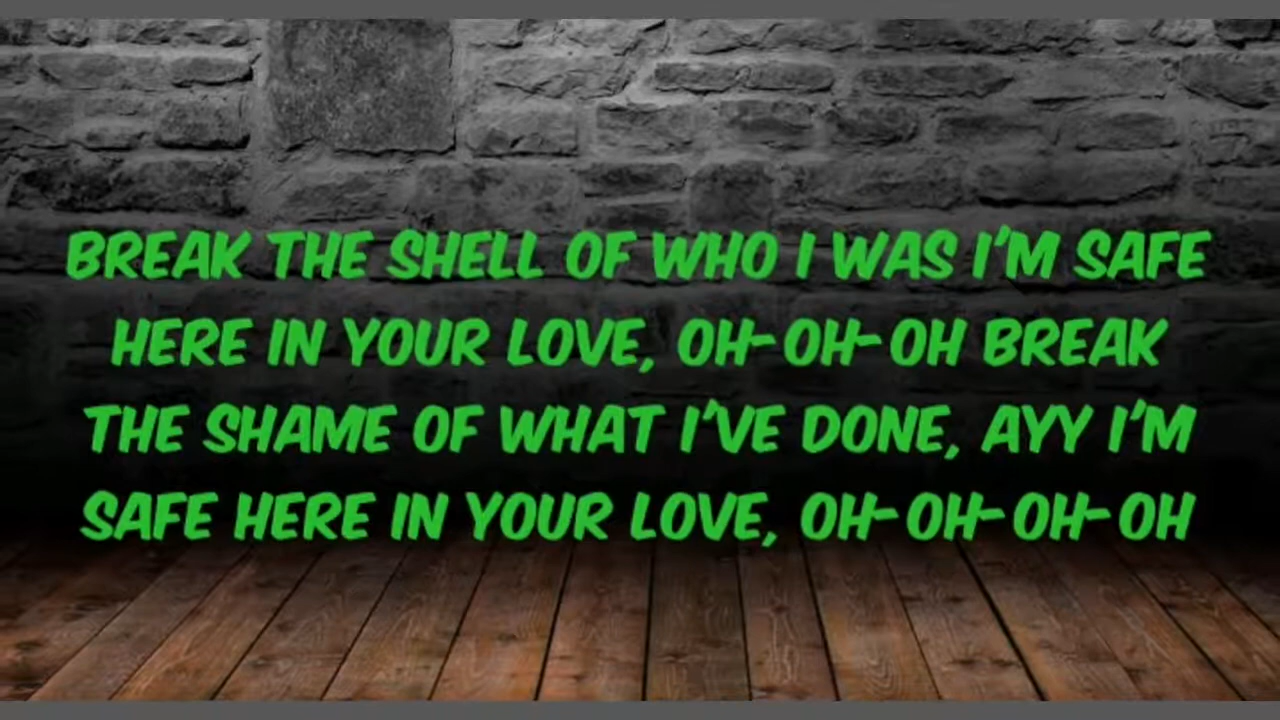 BREAK THE SHELL OF WHO I WAS I'M SAFE
HERE IN YOUR LOVE, OH-OH-OH BREAK
THE SHAME OF WHAT I'VE DONE, AYY I'M
SAFE HERE IN YOUR LOVE, OH-OH-OH-OH